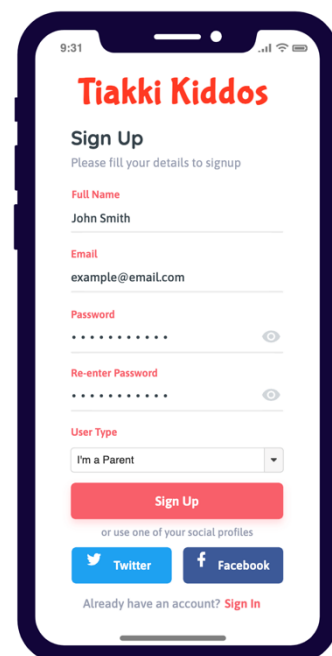 9:31
Tiakki Kiddos
Sign Up
Please fill your details to signup
Full Name
John Smith
Email
example@email.com
Password
• • • • • • • • • • •
Re-enter Password
• • • • • • • • • • •
User Type
I'm a Parent
Sign Up
or use one of your social profiles
Twitter Facebook
Already have an account? Sign In